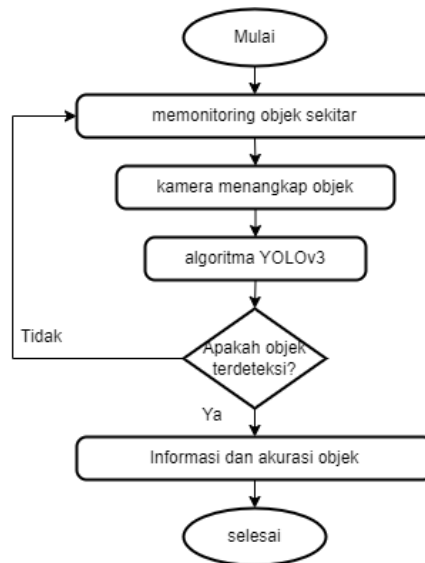 Mulai
memonitoring objek sekitar
kamera menangkap objek
algoritma YOLOv3
Apakah objek
terdeteksi?
Tidak
Ya
Informasi dan akurasi objek
selesai